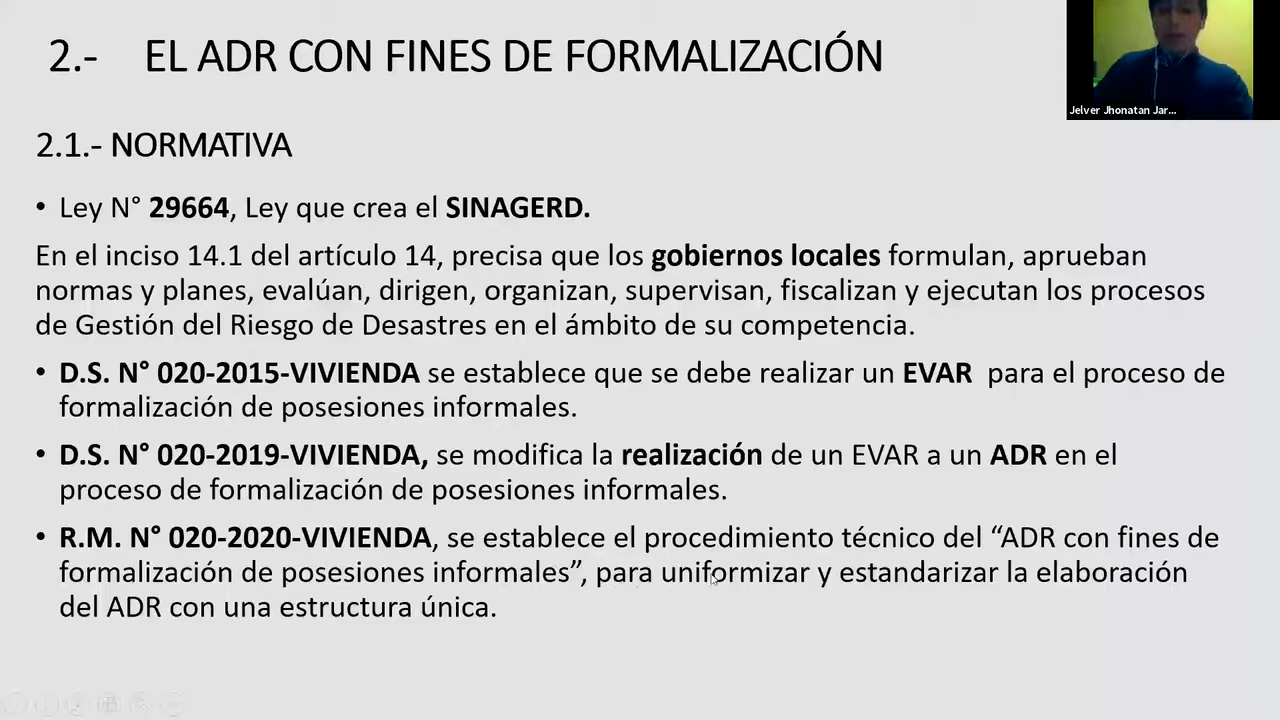 2.- EL ADR CON FINES DE FORMALIZACIÓN
Jelver Jhonatan Jar...
2.1.- NORMATIVA
• Ley N° 29664, Ley que crea el SINAGERD.
En el inciso 14.1 del artículo 14, precisa que los gobiernos locales formulan, aprueban
normas y planes, evalúan, dirigen, organizan, supervisan, fiscalizan y ejecutan los procesos
de Gestión del Riesgo de Desastres en el ámbito de su competencia.
• D.S. N° 020-2015-VIVIENDA se establece que se debe realizar un EVAR para el proceso de
formalización de posesiones informales.
• D.S. N° 020-2019-VIVIENDA, se modifica la realización de un EVAR a un ADR en el
proceso de formalización de posesiones informales.
• R.M. N° 020-2020-VIVIENDA, se establece el procedimiento técnico del “ADR con fines de
formalización de posesiones informales”, para uniformizar y estandarizar la elaboración
del ADR con una estructura única.